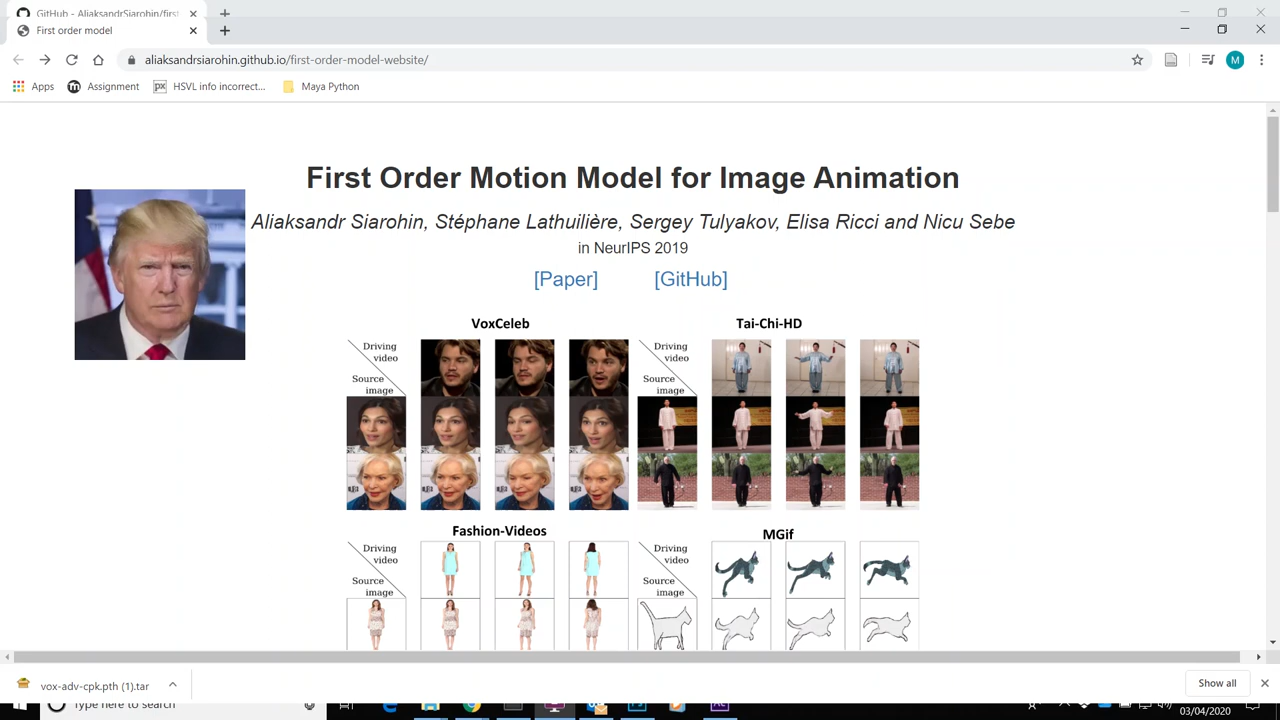 GitHub - AliaksandrSiarohin/first
First order model
aliaksandrsiarohin.github.io/first-order-model-website/
M
Apps
Assignment
px
HSVL info incorrect...
Maya Python
First Order Motion Model for Image Animation
Aliaksandr Siarohin, Stéphane Lathuilière, Sergey Tulyakov, Elisa Ricci and Nicu Sebe
in NeurIPS 2019
[Paper] [GitHub]
VoxCeleb
Tai-Chi-HD
Driving
video
Source
image
Driving
video
Source
image
Fashion-Videos
MGif
Driving
video
Source
image
Driving
video
Source
image
vox-adv-cpk.pth (1).tar
Show all
Type here to search
03/04/2020